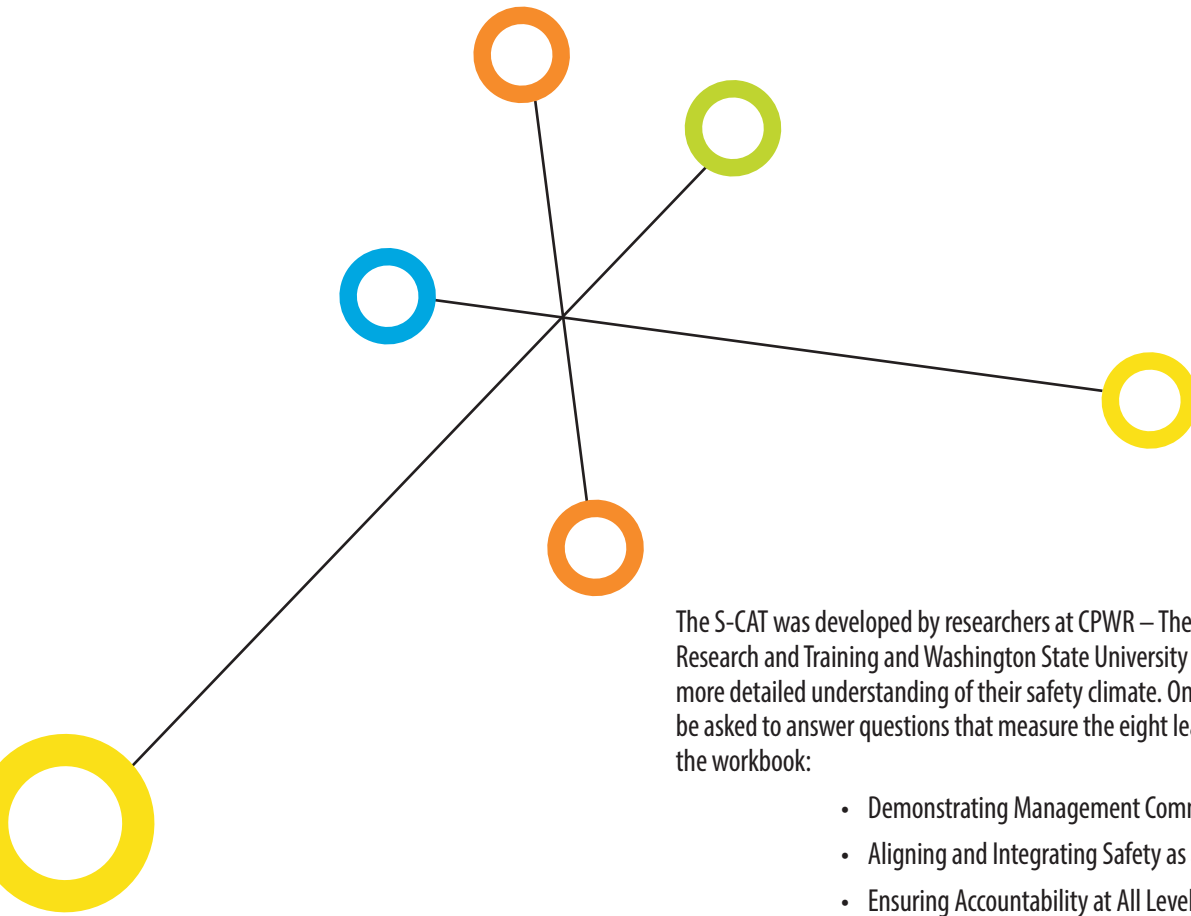 The S-CAT was developed by researchers at CPWR – The
Research and Training and Washington State University
more detailed understanding of their safety climate. On
be asked to answer questions that measure the eight lea
the workbook:
• Demonstrating Management Comm
• Aligning and Integrating Safety as
• Ensuring Accountability at All Level